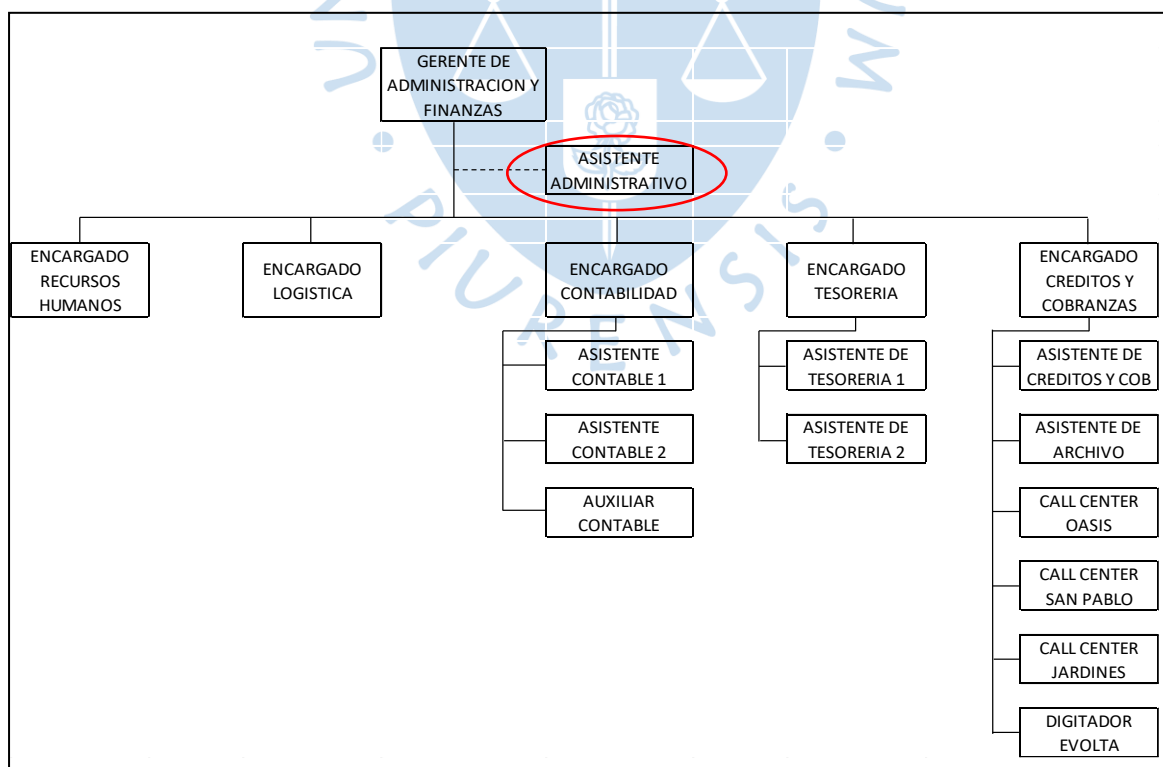 GERENTE DE
ADMINISTRACION Y
FINANZAS
ASISTENTE
ADMINISTRATIVO
ENCARGADO
RECURSOS
HUMANOS
ENCARGADO
LOGISTICA
ENCARGADO
CONTABILIDAD
ENCARGADO
TESORERIA
ENCARGADO
CREDITOS Y
COBRANZAS
ASISTENTE
CONTABLE 1
ASISTENTE DE
TESORERIA 1
ASISTENTE DE
CREDITOS Y COB
ASISTENTE
CONTABLE 2
ASISTENTE DE
TESORERIA 2
ASISTENTE DE
ARCHIVO
AUXILIAR
CONTABLE
CALL CENTER
OASIS
CALL CENTER
SAN PABLO
CALL CENTER
JARDINES
DIGITADOR
EVOLTA
PIURENSIS